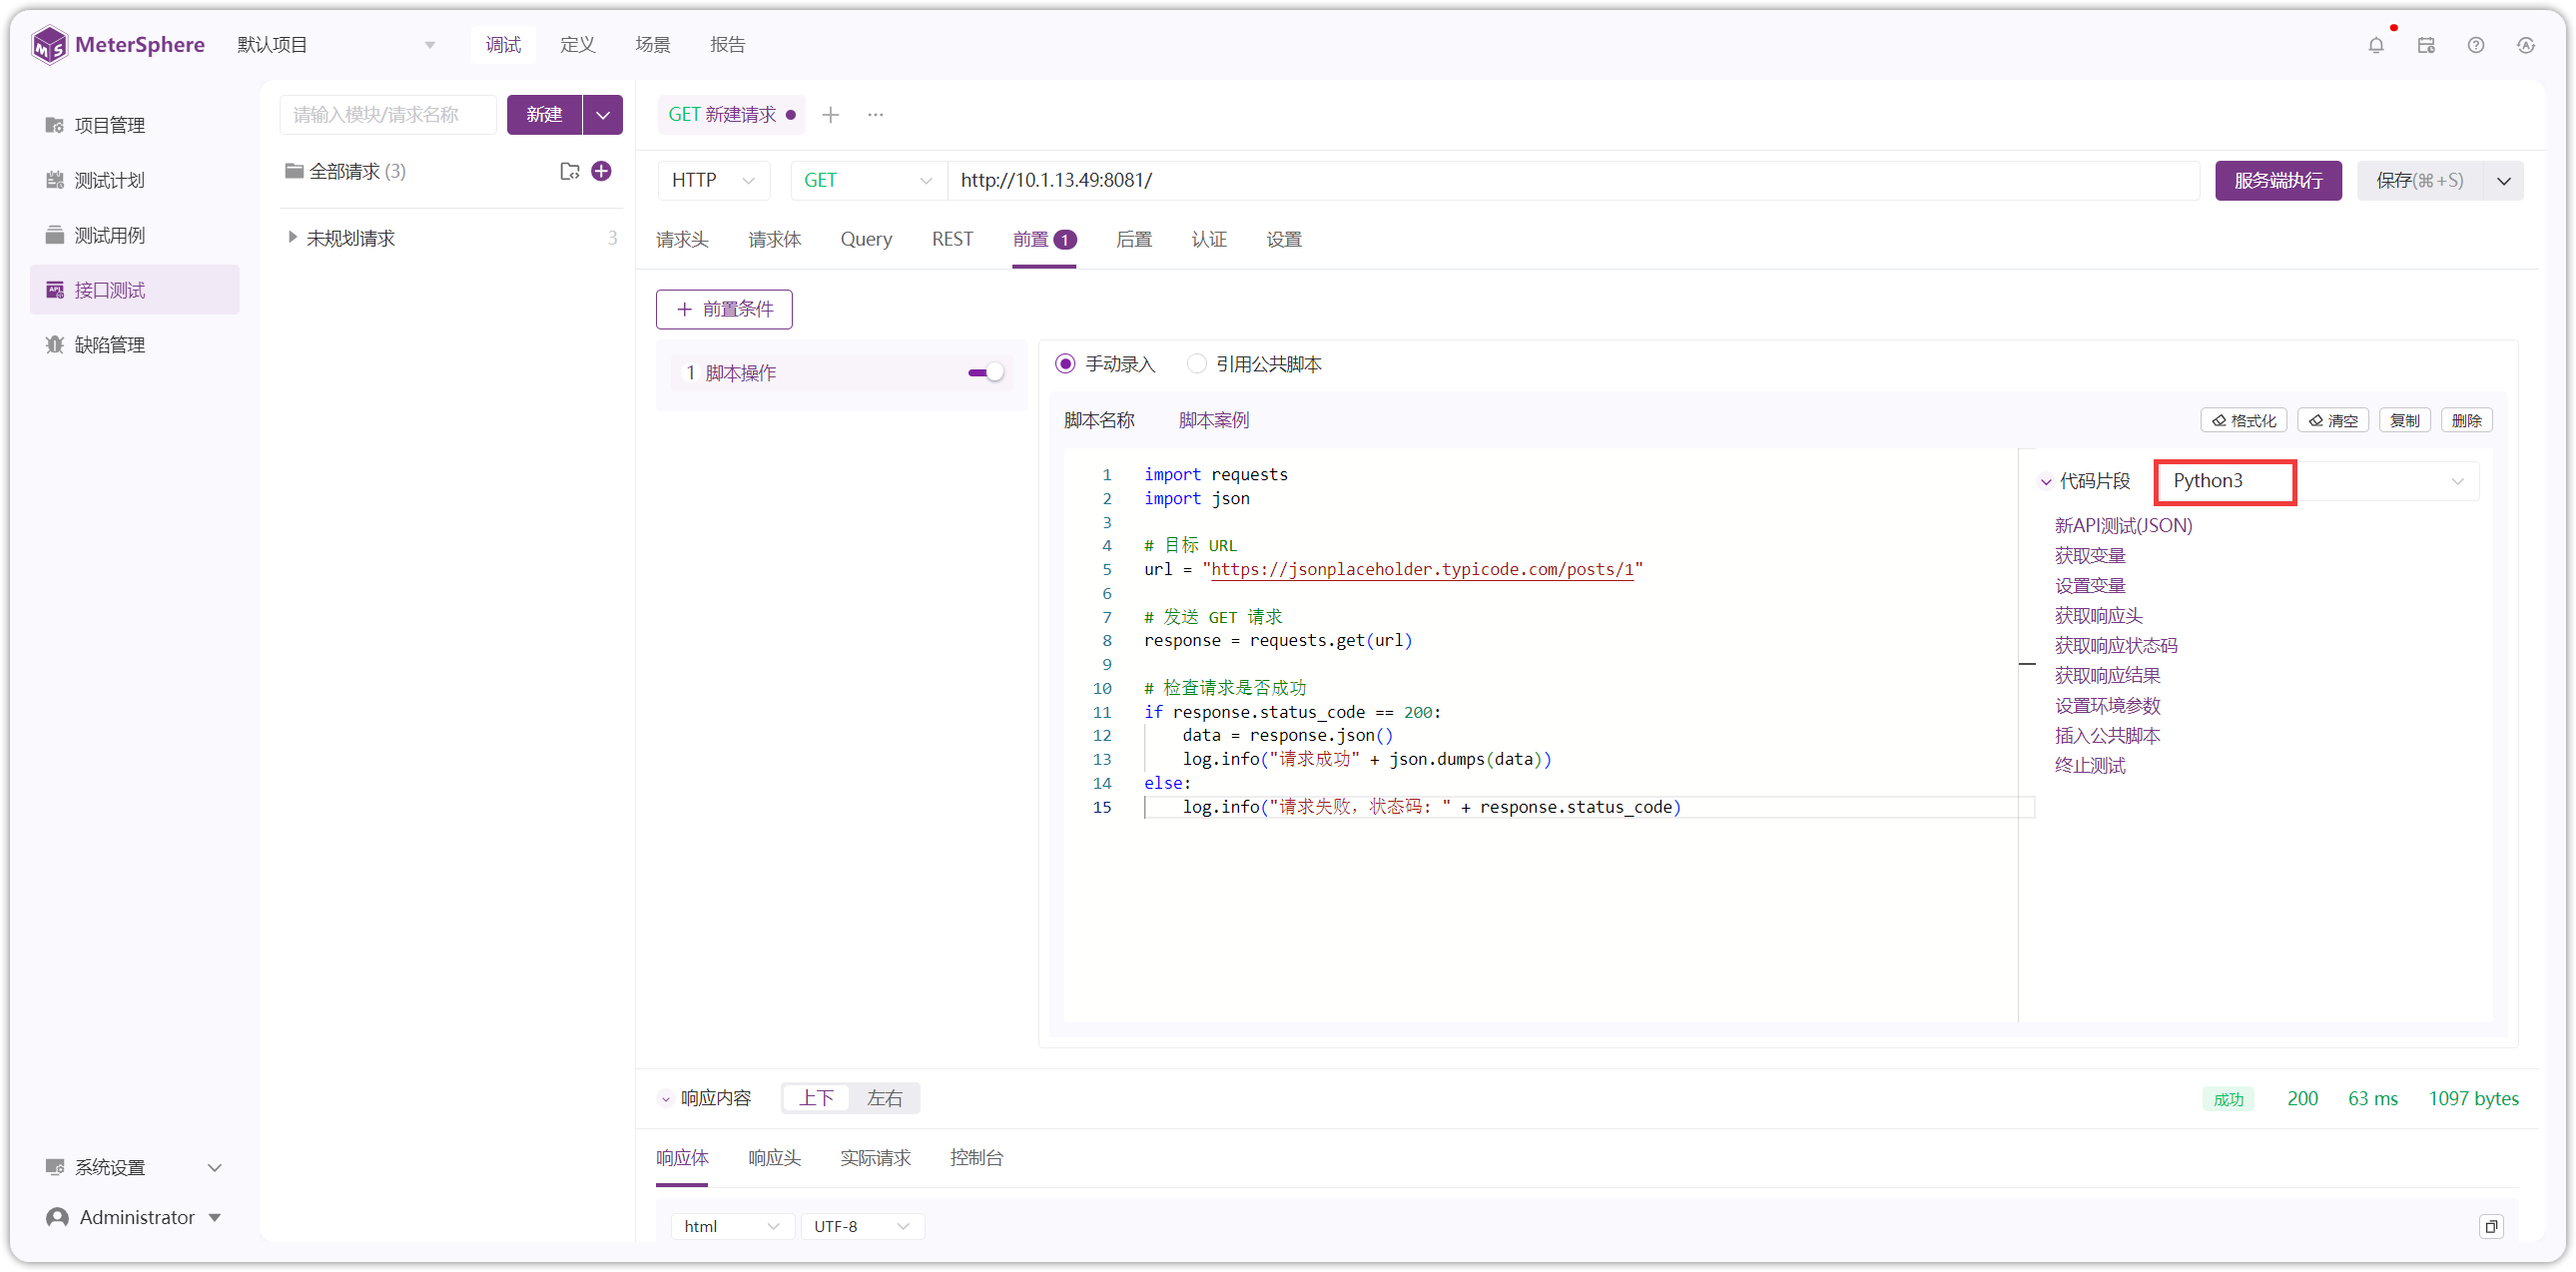 MeterSphere
默认项目
调试 定义 场景 报告
项目管理
测试计划
测试用例
接口测试
缺陷管理
系统设置
Administrator
请输入模块/请求名称
新建
全部请求 (3)
未规划请求 3
GET 新建请求
HTTP GET http://10.1.13.49:8081/ 服务端执行 保存(⌘+S)
请求头 请求体 Query REST 前置 1 后置 认证 设置
+ 前置条件
1 脚本操作
手动录入 引用公共脚本
脚本名称 脚本案例 格式化 清空 复制 删除
1 import requests
2 import json
3
4 # 目标 URL
5 url = "https://jsonplaceholder.typicode.com/posts/1"
6
7 # 发送 GET 请求
8 response = requests.get(url)
9
10 # 检查请求是否成功
11 if response.status_code == 200:
12 data = response.json()
13 log.info("请求成功" + json.dumps(data))
14 else:
15 log.info("请求失败，状态码: " + response.status_code)
代码片段 Python3
新API测试(JSON)
获取变量
设置变量
获取响应头
获取响应状态码
获取响应结果
设置环境参数
插入公共脚本
终止测试
响应内容 上下 左右 成功 200 63 ms 1097 bytes
响应体 响应头 实际请求 控制台
html UTF-8